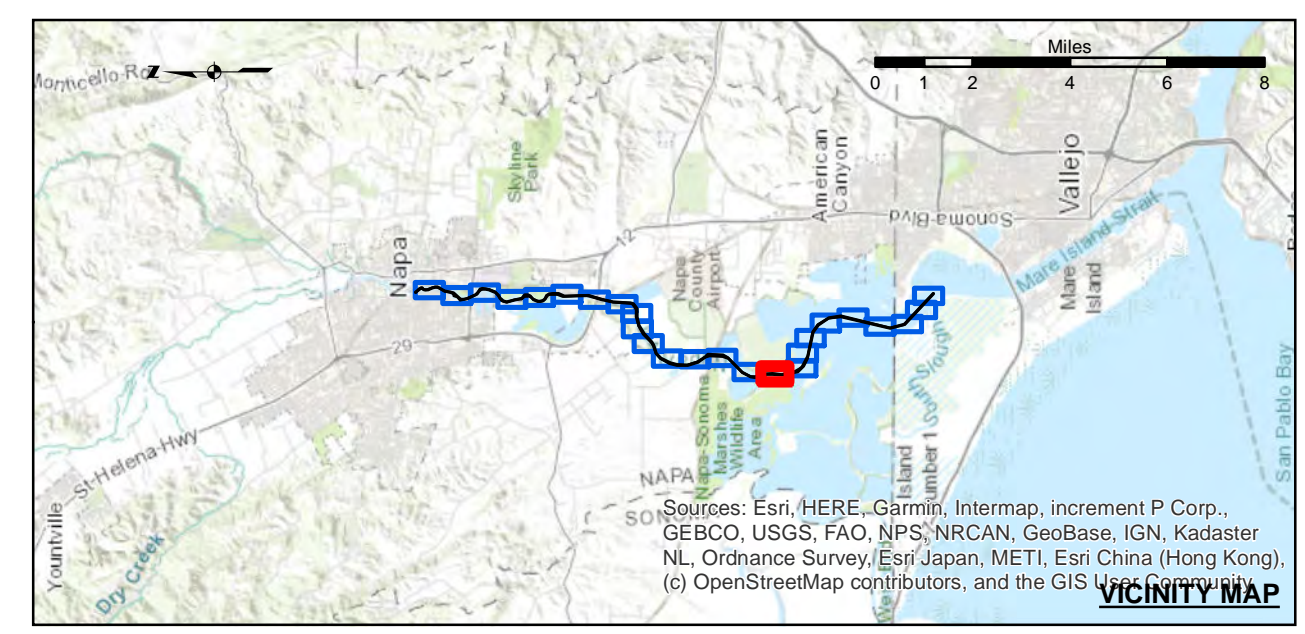 Miles
0 1 2 4 6 8
Monticello-Rd
Z
Skyline
Park
American
Canyon
Vallejo
Sonoma-Blvd
Mare Island-Strait
Mare
Island
12
Napa
County
Airport
Napa
29
South Slough
Napa-Sonoma
Marshes
Wildlife
Area
Island
Number 1
San Pablo Bay
St-Helena-Hwy
Yountville
Dry Creek
NAPA
SONOMA
Sources: Esri, HERE, Garmin, Intermap, increment P Corp.,
GEBCO, USGS, FAO, NPS, NRCAN, GeoBase, IGN, Kadaster
NL, Ordnance Survey, Esri Japan, METI, Esri China (Hong Kong),
(c) OpenStreetMap contributors, and the GIS User Community
VICINITY MAP